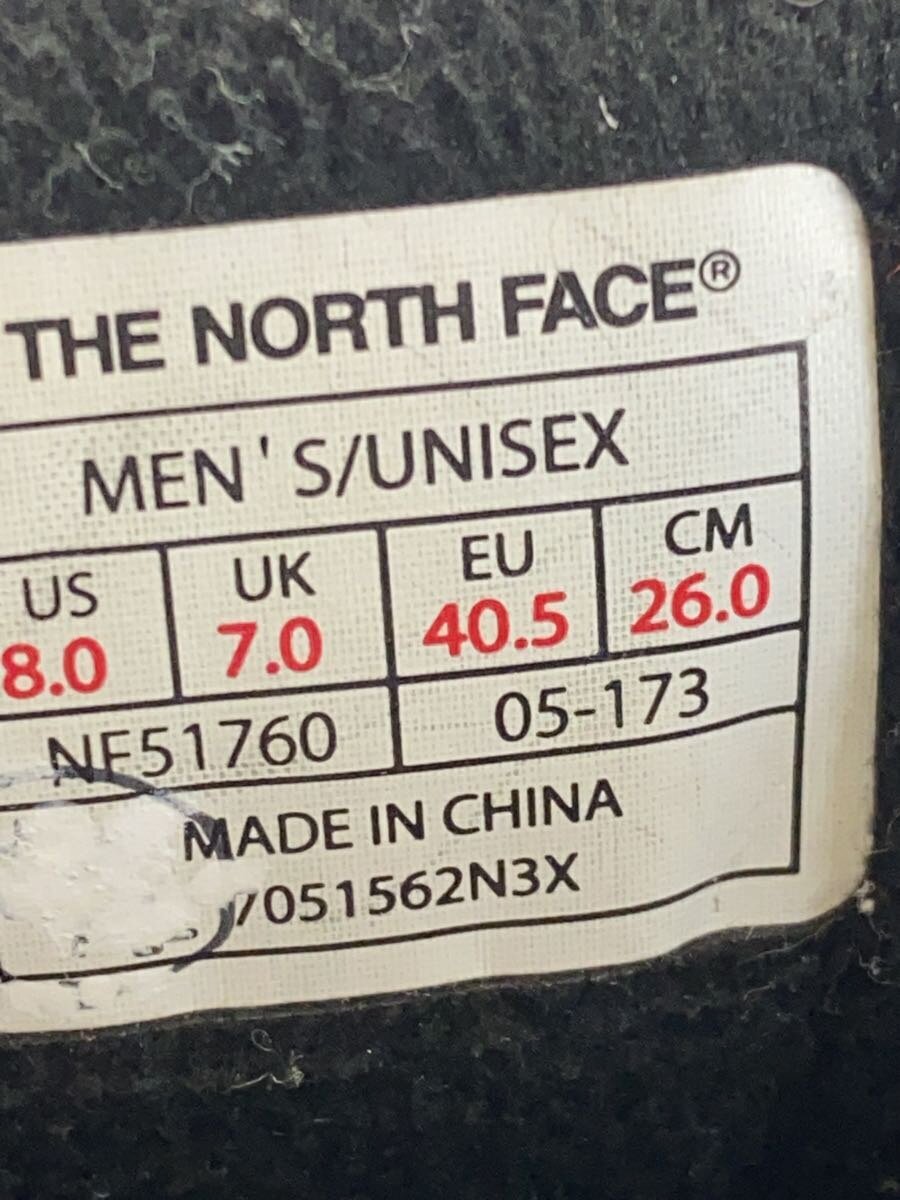 THE NORTH FACE®
MEN'S/UNISEX
US UK EU CM
8.0 7.0 40.5 26.0
NF51760 05-173
MADE IN CHINA
/051562N3X